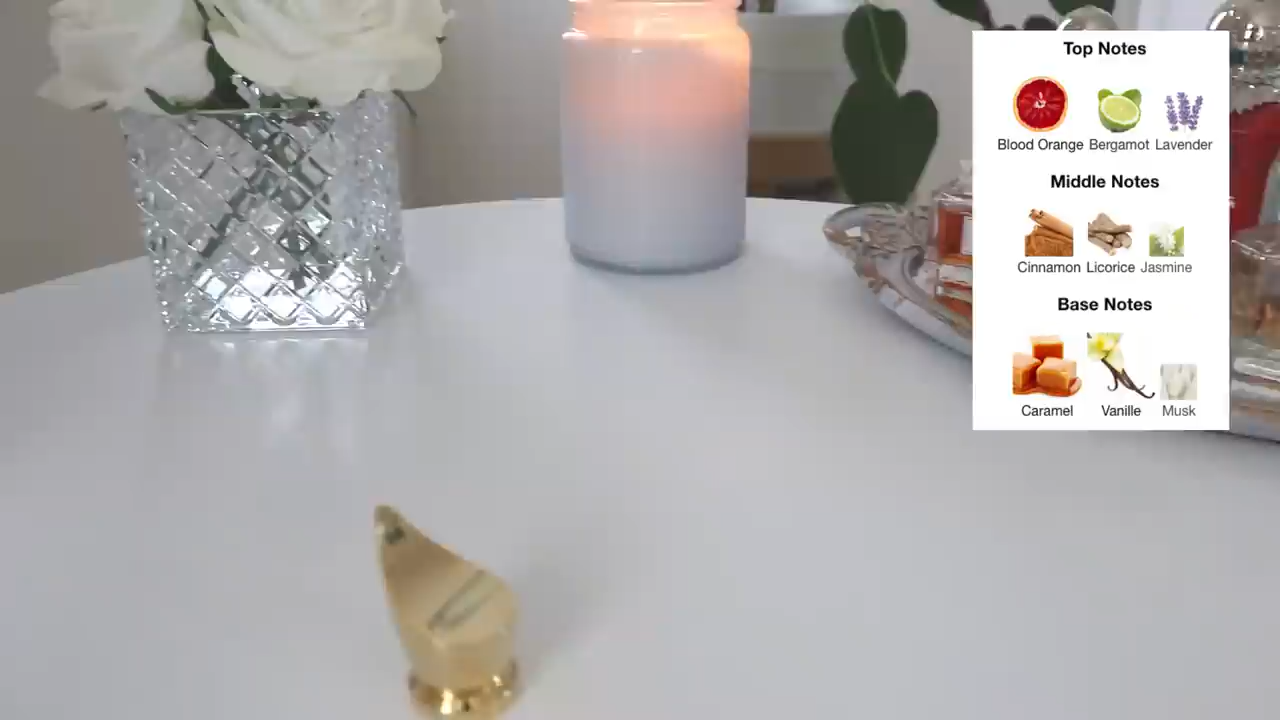 Top Notes
Blood Orange Bergamot Lavender
Middle Notes
Cinnamon Licorice Jasmine
Base Notes
Caramel Vanille Musk